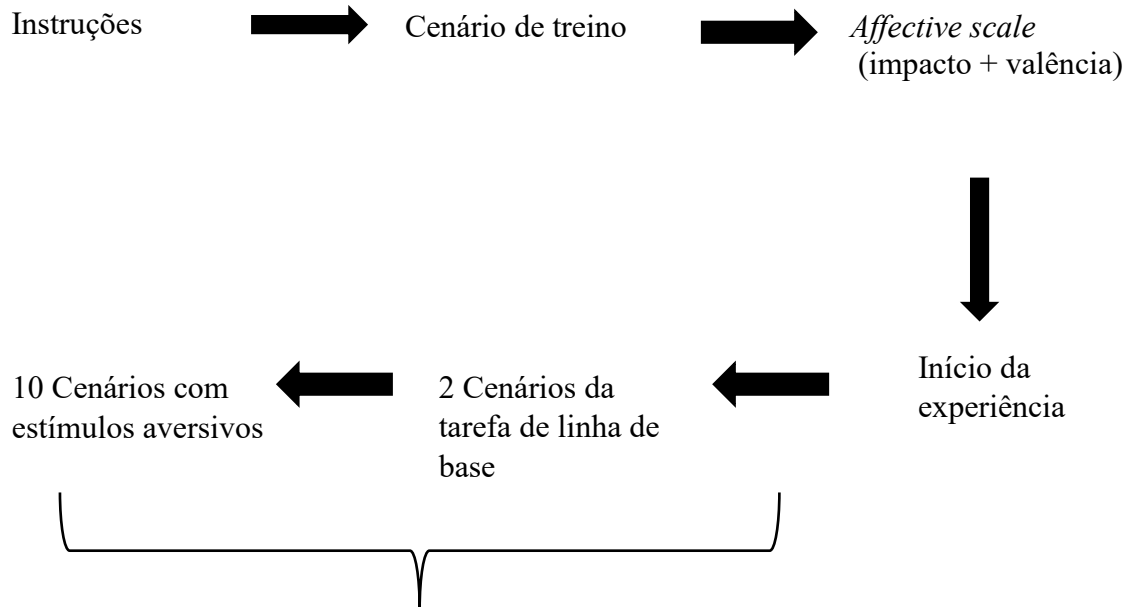 Instruções
Cenário de treino
Affective scale
(impacto + valência)
Início da
experiência
2 Cenários da
tarefa de linha de
base
10 Cenários com
estímulos aversivos